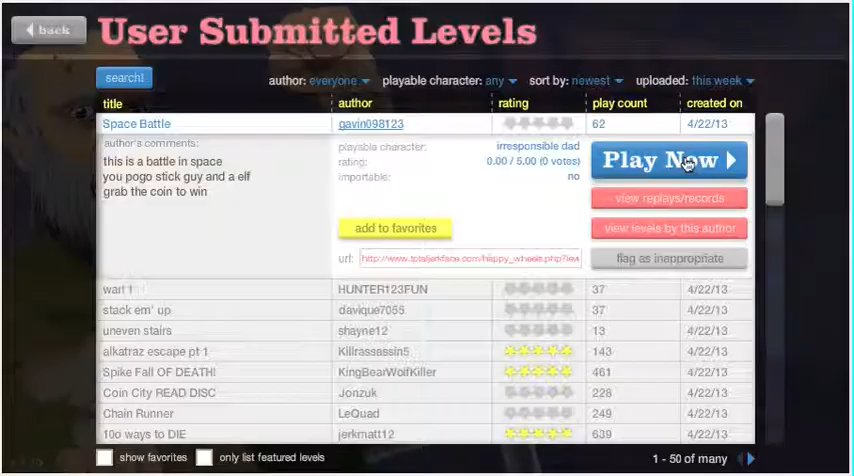 back
User Submitted Levels
search!
author: everyone playable character: any sort by: newest uploaded: this week
title author rating play count created on
Space Battle gavin098123 62 4/22/13
author's comments:
this is a battle in space
you pogo stick guy and a elf
grab the coin to win
playable character: irresponsible dad
rating: 0.00 / 5.00 (0 votes)
importable: no
Play Now
view replays/records
add to favorites
view levels by this author
url: http://www.totaljerkface.com/happy_wheels.php?lev
flag as inappropriate
wait ! HUNTER123FUN 37 4/22/13
stack em' up davique7055 37 4/22/13
uneven stairs shayne12 13 4/22/13
alkatraz escape pt 1 Killrassassin5 143 4/22/13
Spike Fall OF DEATH! KingBearWolfKiller 461 4/22/13
Coin City READ DISC Jonzuk 228 4/22/13
Chain Runner LeQuad 249 4/22/13
10o ways to DIE jerkmatt12 639 4/22/13
show favorites only list featured levels 1 - 50 of many